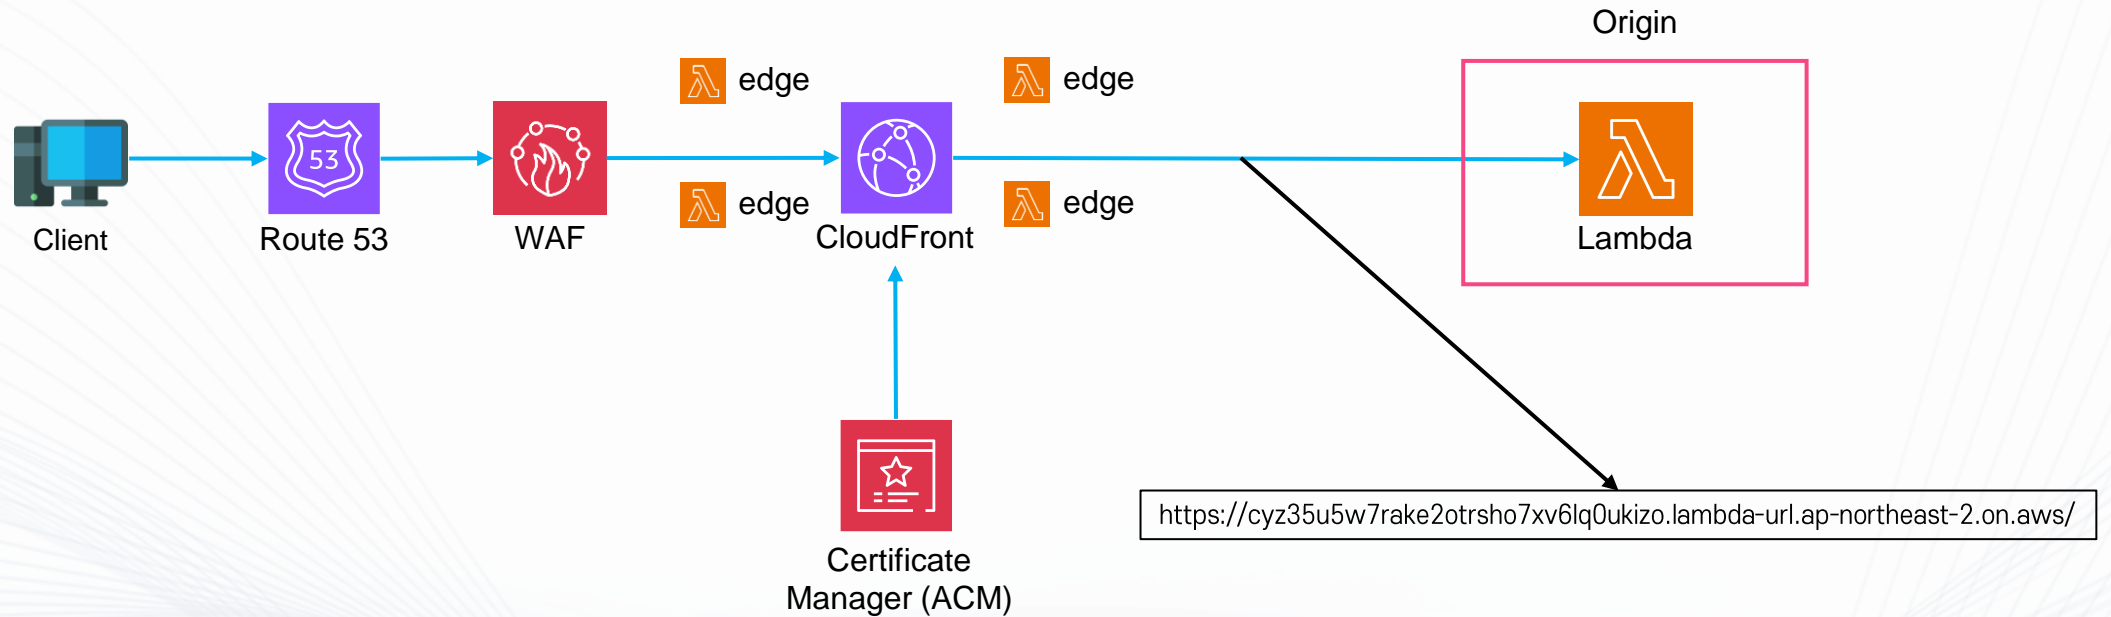 Origin
edge
edge
53
edge
edge
Client
Route 53
WAF
CloudFront
Lambda
https://cyz35u5w7rake2otrsho7xv6lq0ukizo.lambda-url.ap-northeast-2.on.aws/
Certificate
Manager (ACM)